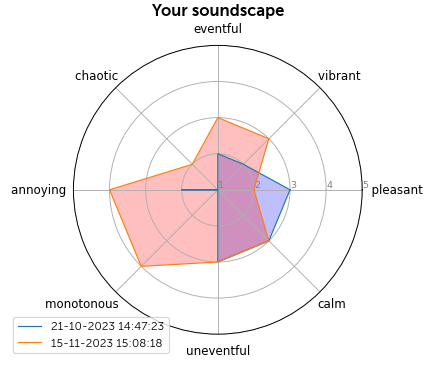 Your soundscape
eventful
chaotic
vibrant
annoying
1
2
3
4
5
pleasant
monotonous
calm
uneventful
21-10-2023 14:47:23
15-11-2023 15:08:18